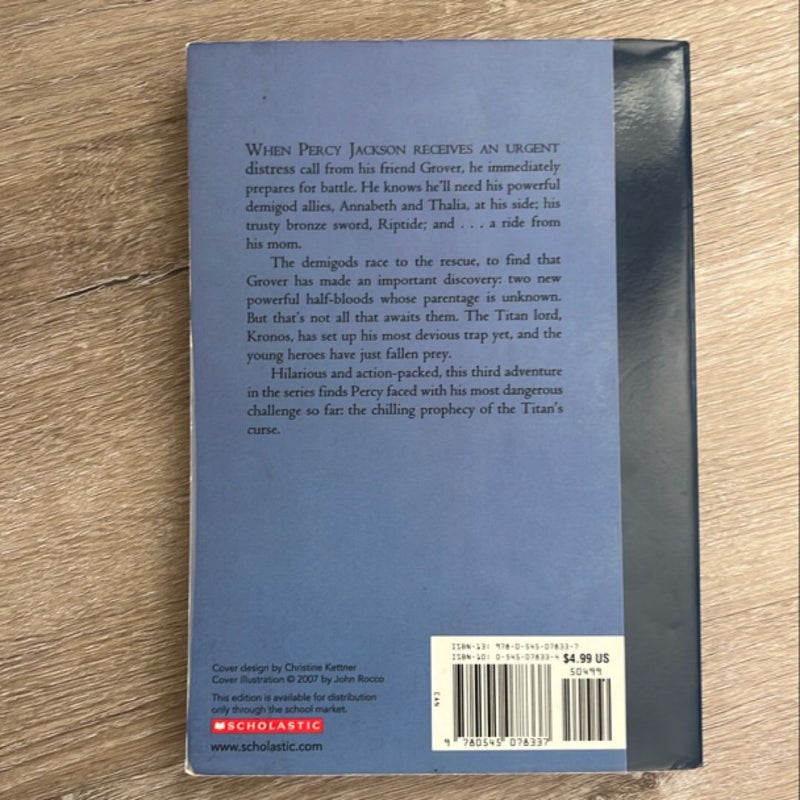 WHEN PERCY JACKSON RECEIVES AN URGENT
distress call from his friend Grover, he immediately
prepares for battle. He knows he'll need his powerful
demigod allies, Annabeth and Thalia, at his side; his
trusty bronze sword, Riptide; and . . . a ride from
his mom.
The demigods race to the rescue, to find that
Grover has made an important discovery: two new
powerful half-bloods whose parentage is unknown.
But that's not all that awaits them. The Titan lord,
Kronos, has set up his most devious trap yet, and the
young heroes have just fallen prey.
Hilarious and action-packed, this third adventure
in the series finds Percy faced with his most dangerous
challenge so far: the chilling prophecy of the Titan's
curse.
Cover design by Christine Kettner
Cover illustration © 2007 by John Rocco
This edition is available for distribution
only through the school market.
SCHOLASTIC
www.scholastic.com
ISBN-13: 978-0-545-07833-7
ISBN-10: 0-545-07833-4
$4.99 US
50499
CAN
9 780545 078337